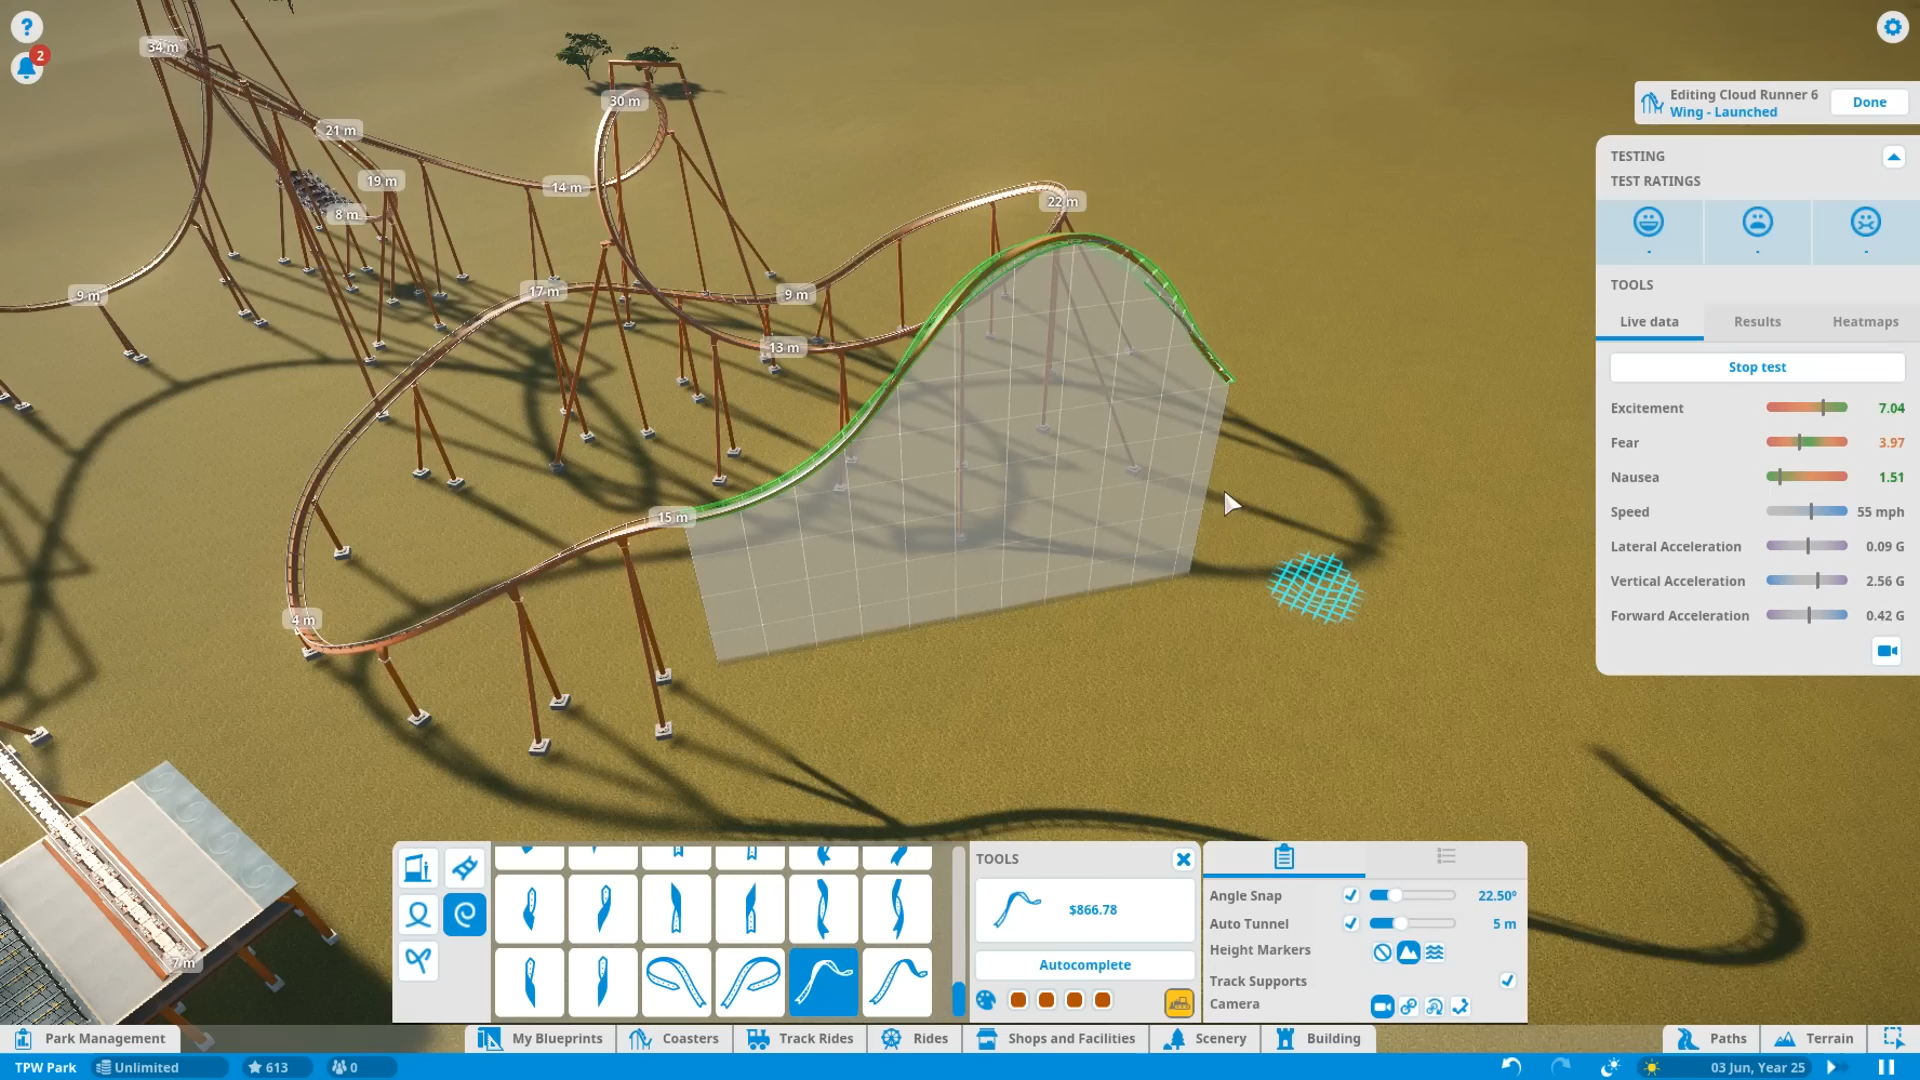 ?
2
34 m
30 m
21 m
19 m
14 m
8 m
22 m
9 m
17 m
9 m
13 m
15 m
4 m
7 m
Editing Cloud Runner 6
Wing - Launched
Done
TESTING
TEST RATINGS
-
-
-
TOOLS
Live data
Results
Heatmaps
Stop test
Excitement 7.04
Fear 3.97
Nausea 1.51
Speed 55 mph
Lateral Acceleration 0.09 G
Vertical Acceleration 2.56 G
Forward Acceleration 0.42 G
TOOLS
$866.78
Autocomplete
Angle Snap 22.50°
Auto Tunnel 5 m
Height Markers
Track Supports
Camera
Park Management
My Blueprints
Coasters
Track Rides
Rides
Shops and Facilities
Scenery
Building
Paths
Terrain
TPW Park
Unlimited
613
0
03 Jun, Year 25